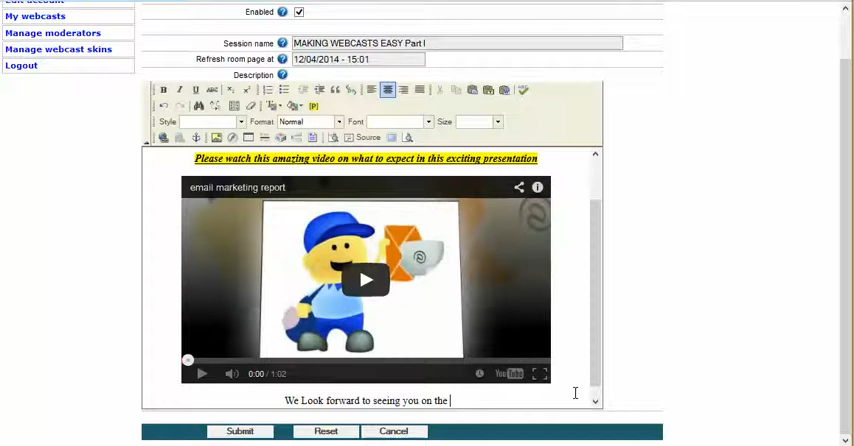 Enabled
My webcasts
Manage moderators
Session name MAKING WEBCASTS EASY Part I
Manage webcast skins
Refresh room page at 12/04/2014 - 15:01
Logout
Description
B I U ABC
Style Format Normal Font Size
Source
Please watch this amazing video on what to expect in this exciting presentation
email marketing report
@
0:00 / 1:02 YouTube
We Look forward to seeing you on the
Submit Reset Cancel